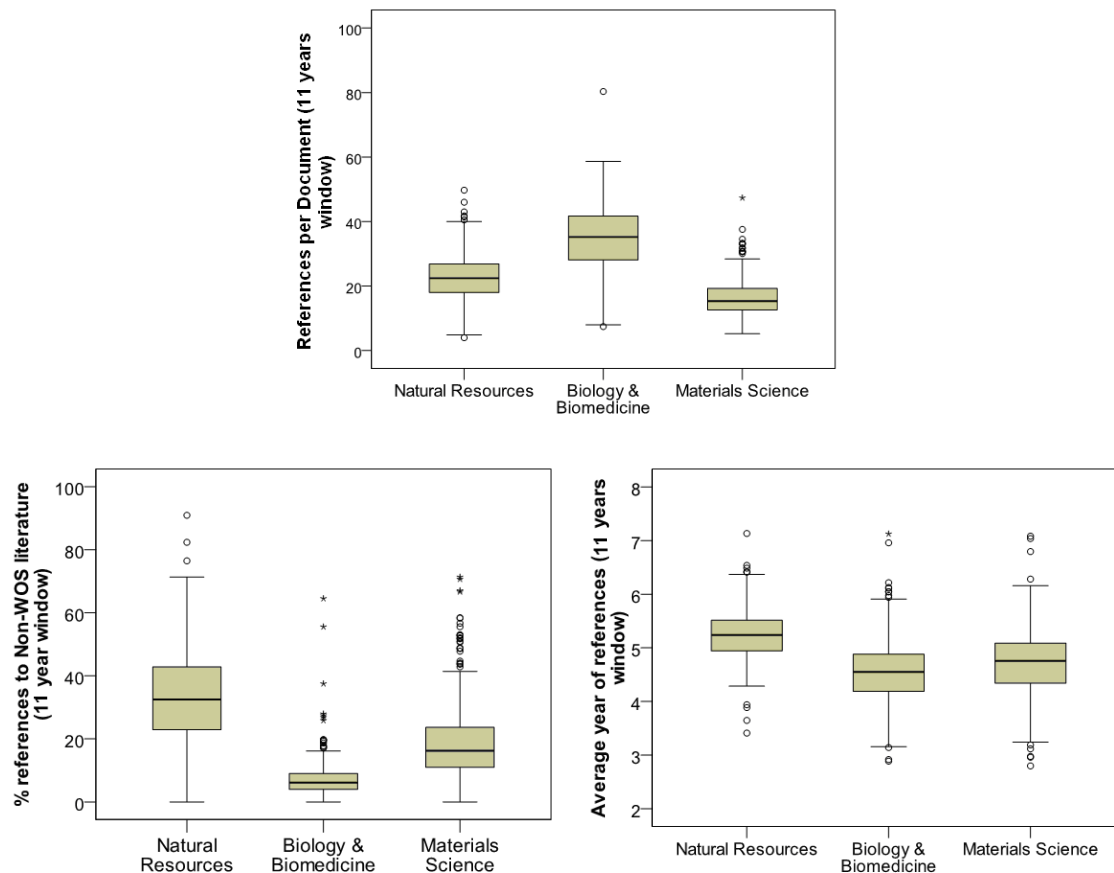 References per Document (11 years
window)
100
80
60
40
20
0
Natural Resources
Biology &
Biomedicine
Materials Science
% references to Non-WOS literature
(11 year window)
100
80
60
40
20
0
Natural
Resources
Biology &
Biomedicine
Materials
Science
Average year of references (11 years
window)
8
7
6
5
4
3
2
Natural Resources
Biology &
Biomedicine
Materials Science